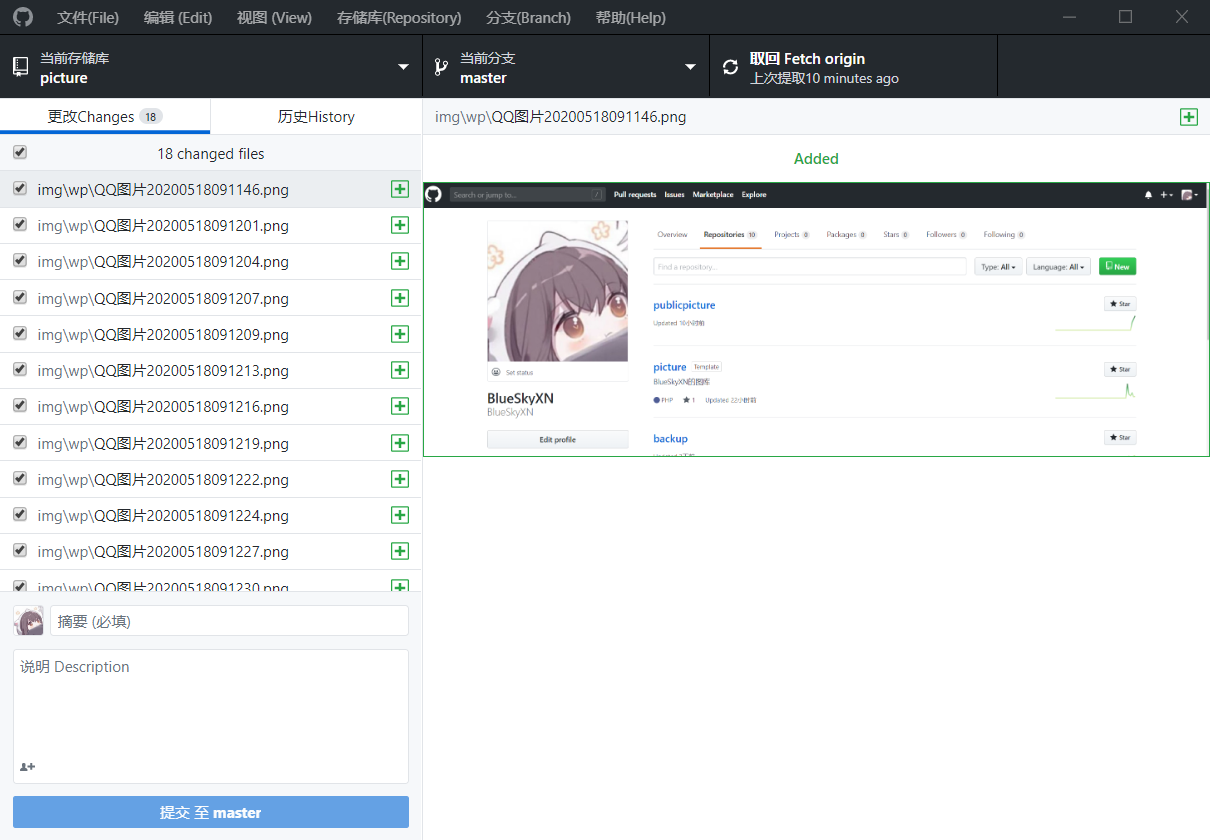 文件(File) 编辑 (Edit) 视图 (View) 存储库(Repository) 分支(Branch) 帮助(Help)
当前存储库
picture
当前分支
master
取回 Fetch origin
上次提取10 minutes ago
更改Changes 18
历史History
18 changed files
img\wp\QQ图片20200518091146.png
img\wp\QQ图片20200518091201.png
img\wp\QQ图片20200518091204.png
img\wp\QQ图片20200518091207.png
img\wp\QQ图片20200518091209.png
img\wp\QQ图片20200518091213.png
img\wp\QQ图片20200518091216.png
img\wp\QQ图片20200518091219.png
img\wp\QQ图片20200518091222.png
img\wp\QQ图片20200518091224.png
img\wp\QQ图片20200518091227.png
img\wp\QQ图片20200518091230.png
摘要 (必填)
说明 Description
提交 至 master
img\wp\QQ图片20200518091146.png
Added
Search or jump to... / Pull requests Issues Marketplace Explore
Overview Repositories 10 Projects 0 Packages 0 Stars 0 Followers 0 Following 0
Find a repository... Type: All Language: All New
publicpicture Star
Updated 10小时前
picture Template Star
BlueSkyXN的图库
PHP 1 Updated 22小时前
backup Star
Set status
BlueSkyXN
BlueSkyXN
Edit profile